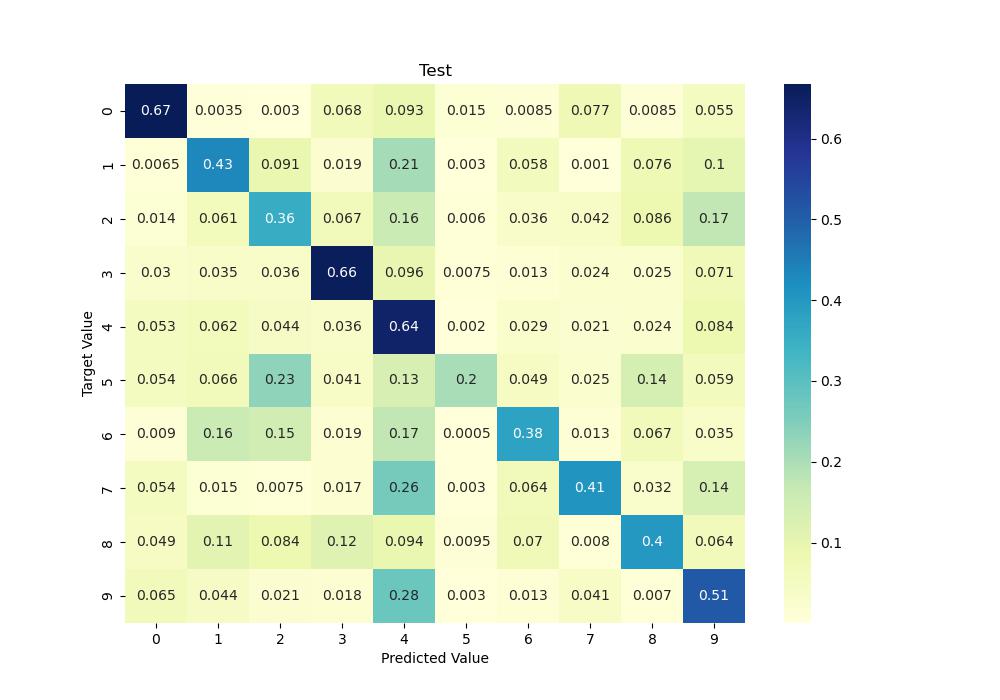 Test
0 0.67 0.0035 0.003 0.068 0.093 0.015 0.0085 0.077 0.0085 0.055
1 0.0065 0.43 0.091 0.019 0.21 0.003 0.058 0.001 0.076 0.1
2 0.014 0.061 0.36 0.067 0.16 0.006 0.036 0.042 0.086 0.17
3 0.03 0.035 0.036 0.66 0.096 0.0075 0.013 0.024 0.025 0.071
4 0.053 0.062 0.044 0.036 0.64 0.002 0.029 0.021 0.024 0.084
5 0.054 0.066 0.23 0.041 0.13 0.2 0.049 0.025 0.14 0.059
6 0.009 0.16 0.15 0.019 0.17 0.0005 0.38 0.013 0.067 0.035
7 0.054 0.015 0.0075 0.017 0.26 0.003 0.064 0.41 0.032 0.14
8 0.049 0.11 0.084 0.12 0.094 0.0095 0.07 0.008 0.4 0.064
9 0.065 0.044 0.021 0.018 0.28 0.003 0.013 0.041 0.007 0.51
0 1 2 3 4 5 6 7 8 9
Predicted Value
Target Value
0.6
0.5
0.4
0.3
0.2
0.1